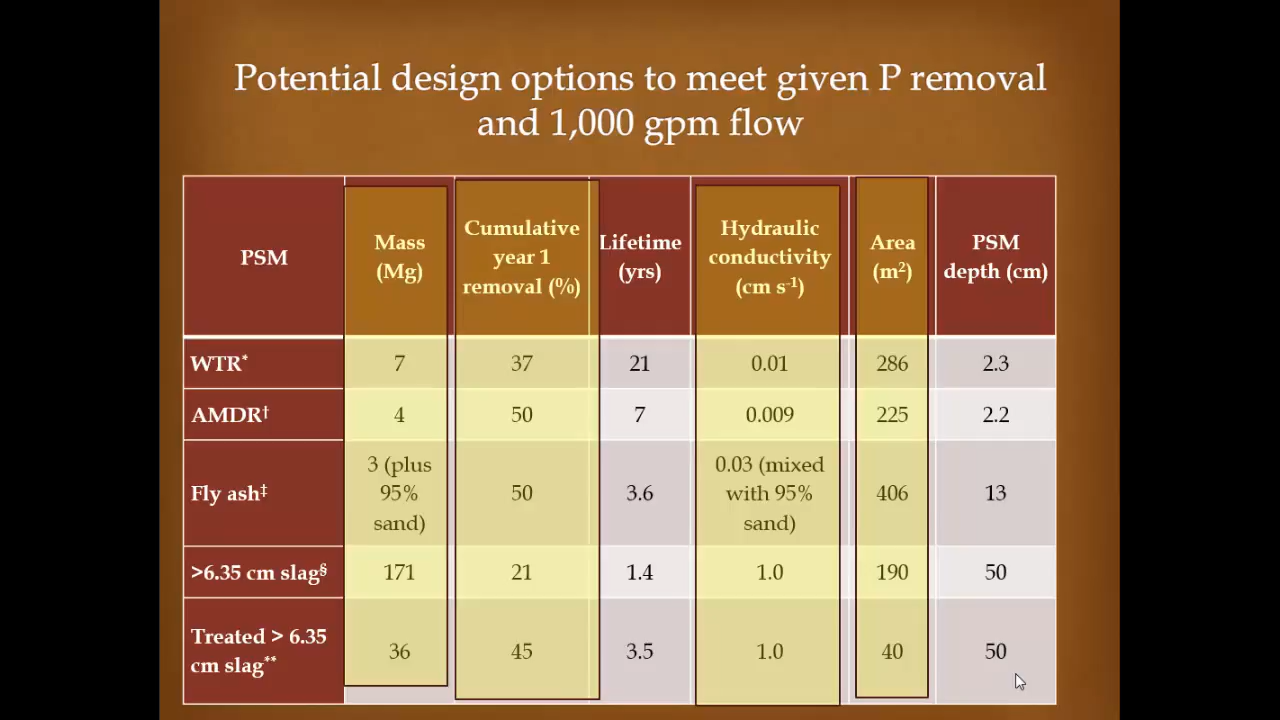 Potential design options to meet given P removal
and 1,000 gpm flow
PSM
Mass
(Mg)
Cumulative
year 1
removal (%)
Lifetime
(yrs)
Hydraulic
conductivity
(cm s-1)
Area
(m2)
PSM
depth (cm)
WTR* 7 37 21 0.01 286 2.3
AMDR† 4 50 7 0.009 225 2.2
Fly ash‡
3 (plus
95%
sand)
50
3.6
0.03 (mixed
with 95%
sand)
406
13
>6.35 cm slag§ 171 21 1.4 1.0 190 50
Treated > 6.35
cm slag**
36 45 3.5 1.0 40 50